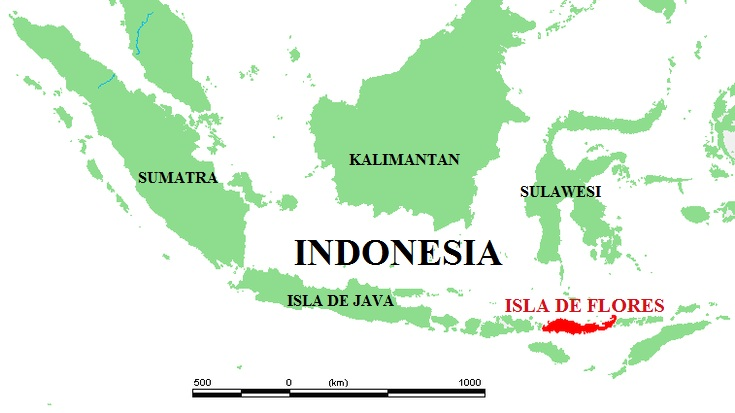 KALIMANTAN
SUMATRA
SULAWESI
INDONESIA
ISLA DE JAVA
ISLA DE FLORES
500 0 (km) 1000